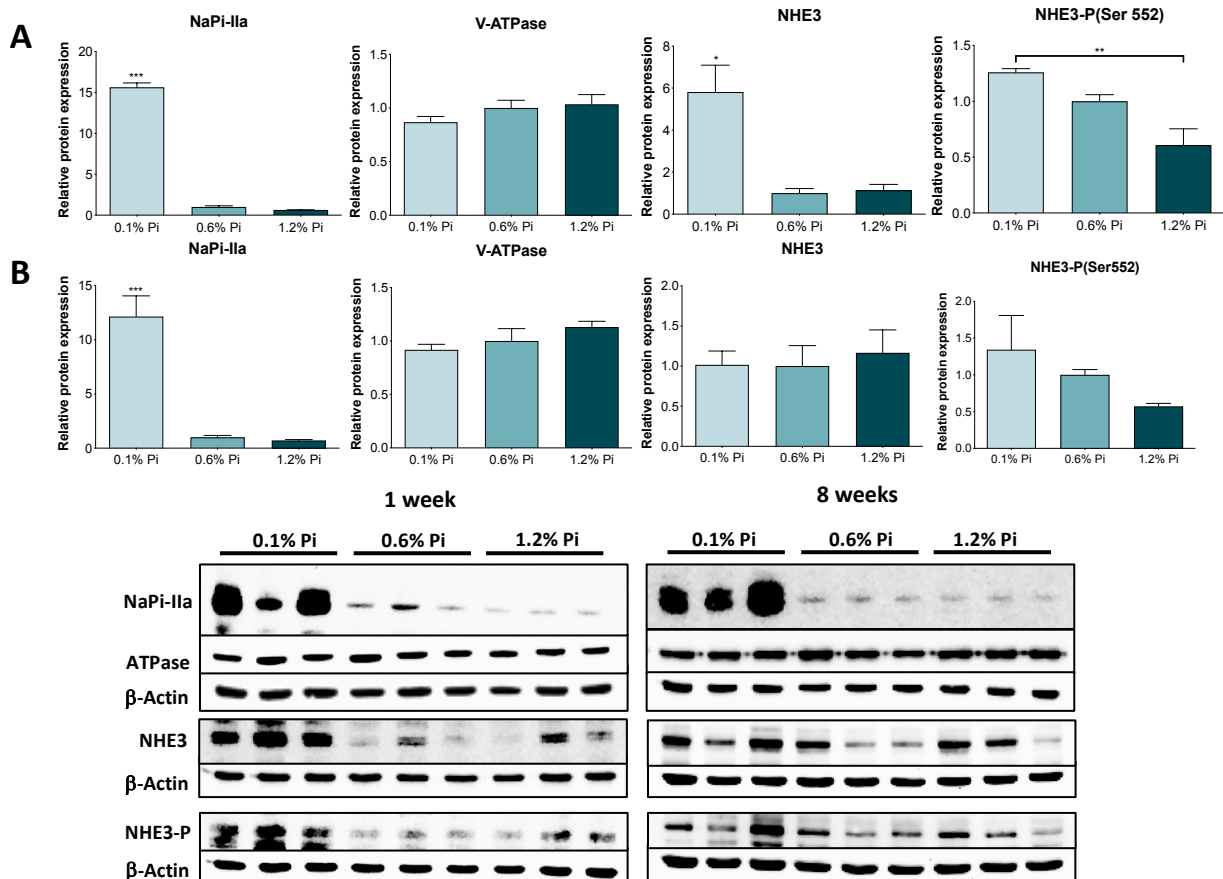 A
NaPi-IIa
Relative protein expression
20
15
10
5
0
***
0.1% Pi 0.6% Pi 1.2% Pi
V-ATPase
Relative protein expression
1.5
1.0
0.5
0.0
0.1% Pi 0.6% Pi 1.2% Pi
NHE3
Relative protein expression
8
6
4
2
0
*
0.1% Pi 0.6% Pi 1.2% Pi
NHE3-P(Ser 552)
Relative protein expression
1.5
1.0
0.5
0.0
**
0.1% Pi 0.6% Pi 1.2% Pi
B
NaPi-IIa
Relative protein expression
15
10
5
0
***
0.1% Pi 0.6% Pi 1.2% Pi
V-ATPase
Relative protein expression
1.5
1.0
0.5
0.0
0.1% Pi 0.6% Pi 1.2% Pi
NHE3
Relative protein expression
2.0
1.5
1.0
0.5
0.0
0.1% Pi 0.6% Pi 1.2% Pi
NHE3-P(Ser552)
Relative protein expression
2.0
1.5
1.0
0.5
0.0
0.1% Pi 0.6% Pi 1.2% Pi
1 week
8 weeks
0.1% Pi 0.6% Pi 1.2% Pi
0.1% Pi 0.6% Pi 1.2% Pi
NaPi-IIa
ATPase
β-Actin
NHE3
β-Actin
NHE3-P
β-Actin